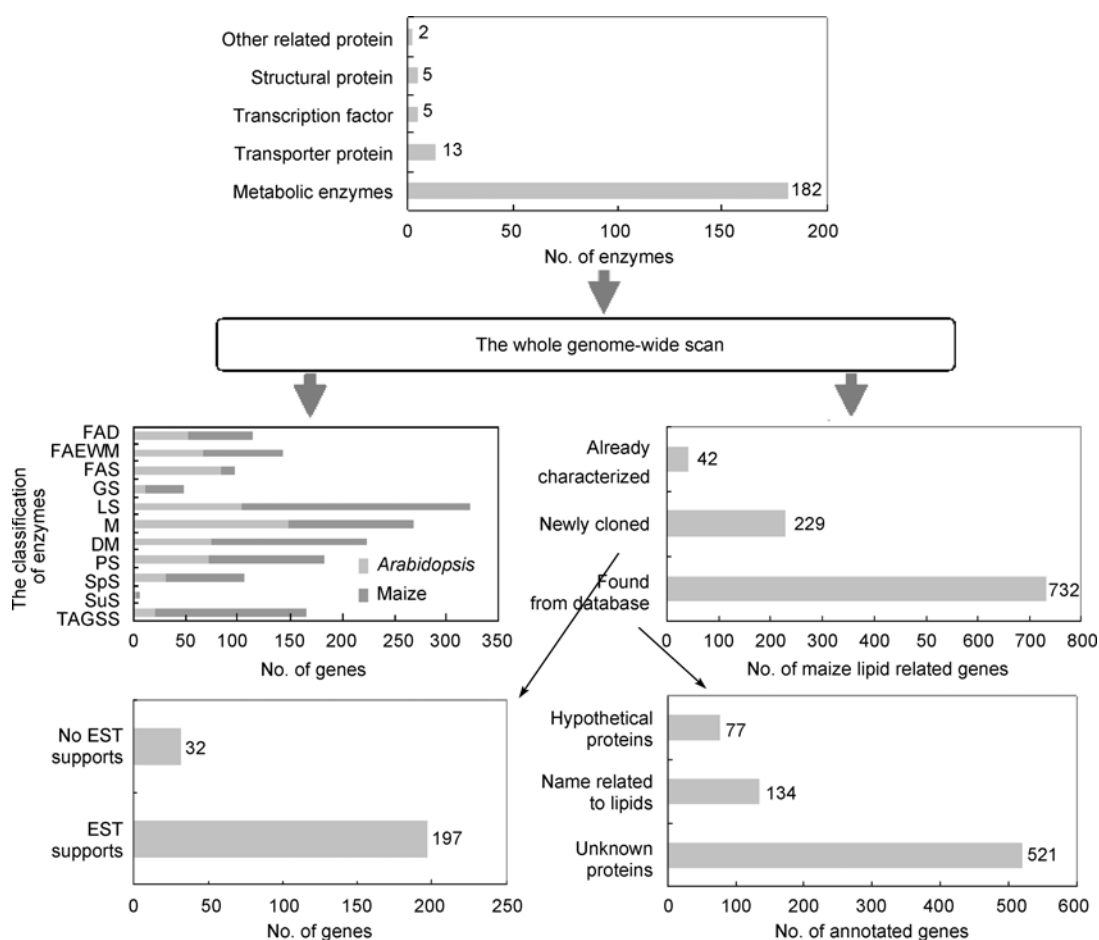 Other related protein
2
Structural protein
5
Transcription factor
5
Transporter protein
13
Metabolic enzymes
182
0 50 100 150 200
No. of enzymes
The whole genome-wide scan
The classification
of enzymes
FAD
FAEWM
FAS
GS
LS
M
DM
PS
SpS
SuS
TAGSS
Arabidopsis
Maize
0 50 100 150 200 250 300 350
No. of genes
Already
characterized
42
Newly cloned
229
Found
from database
732
0 100 200 300 400 500 600 700 800
No. of maize lipid related genes
No EST
supports
32
EST
supports
197
0 50 100 150 200 250
No. of genes
Hypothetical
proteins
77
Name related
to lipids
134
Unknown
proteins
521
0 100 200 300 400 500 600
No. of annotated genes